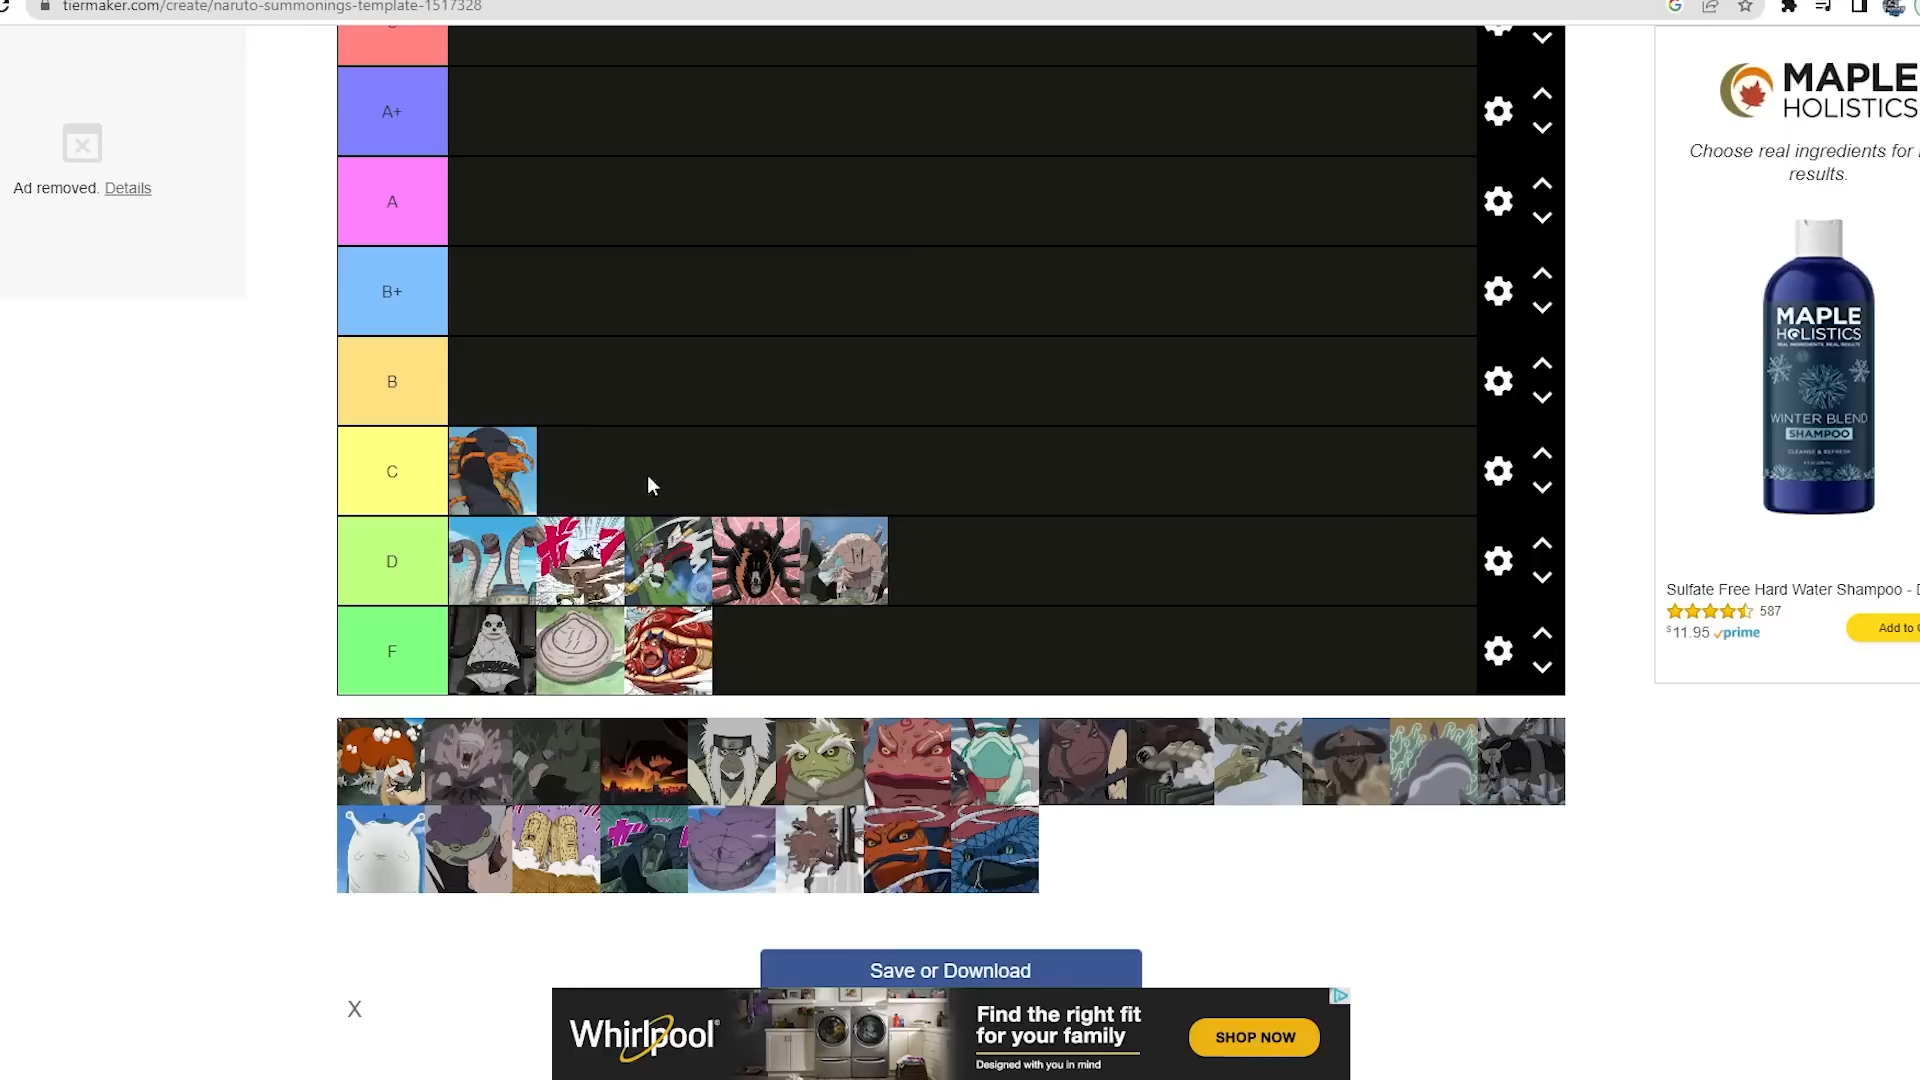 tiermaker.com/create/naruto-summonings-template-1517328
A+
A
B+
B
C
D
F
Ad removed. Details
MAPLE
HOLISTICS
Choose real ingredients for
results.
MAPLE
HOLISTICS
WINTER BLEND
SHAMPOO
CLEANSE & REFRESH
Sulfate Free Hard Water Shampoo -
587
$11.95 prime
Add to
Save or Download
X
Whirlpool
Find the right fit
for your family
Designed with you in mind
SHOP NOW